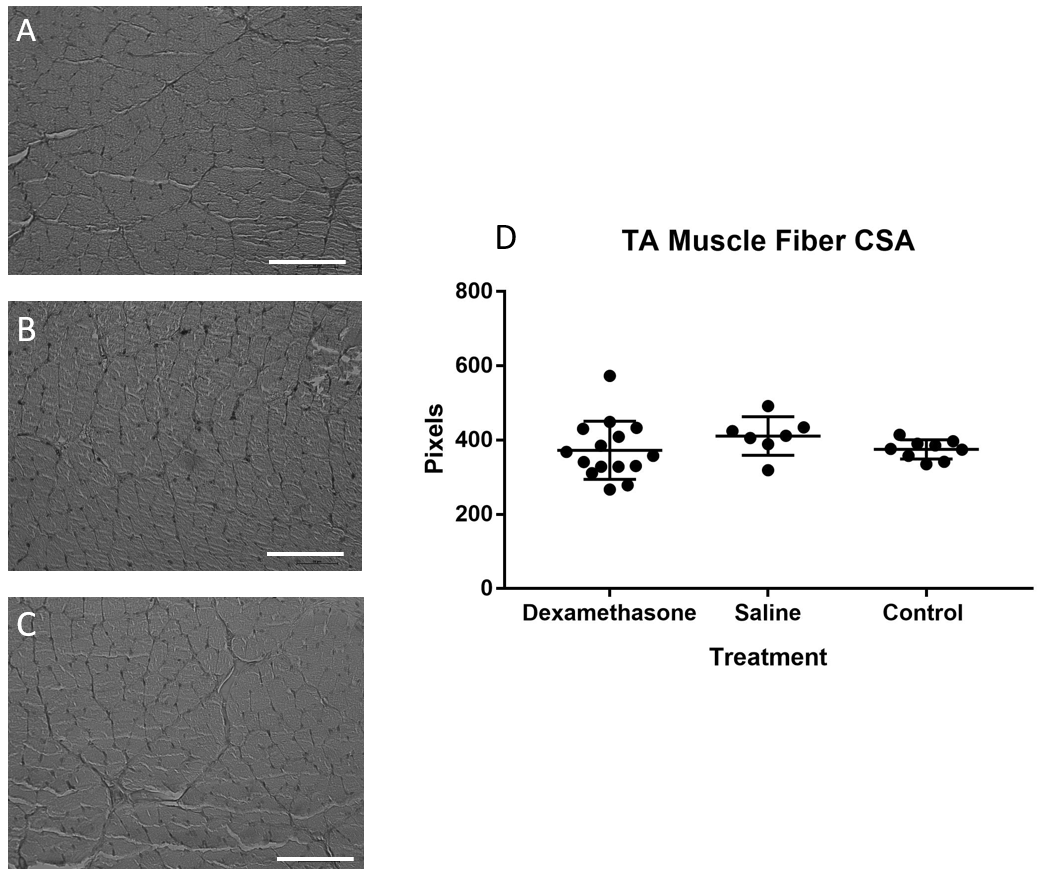 A
B
C
D
TA Muscle Fiber CSA
Pixels
800
600
400
200
0
Dexamethasone Saline Control
Treatment